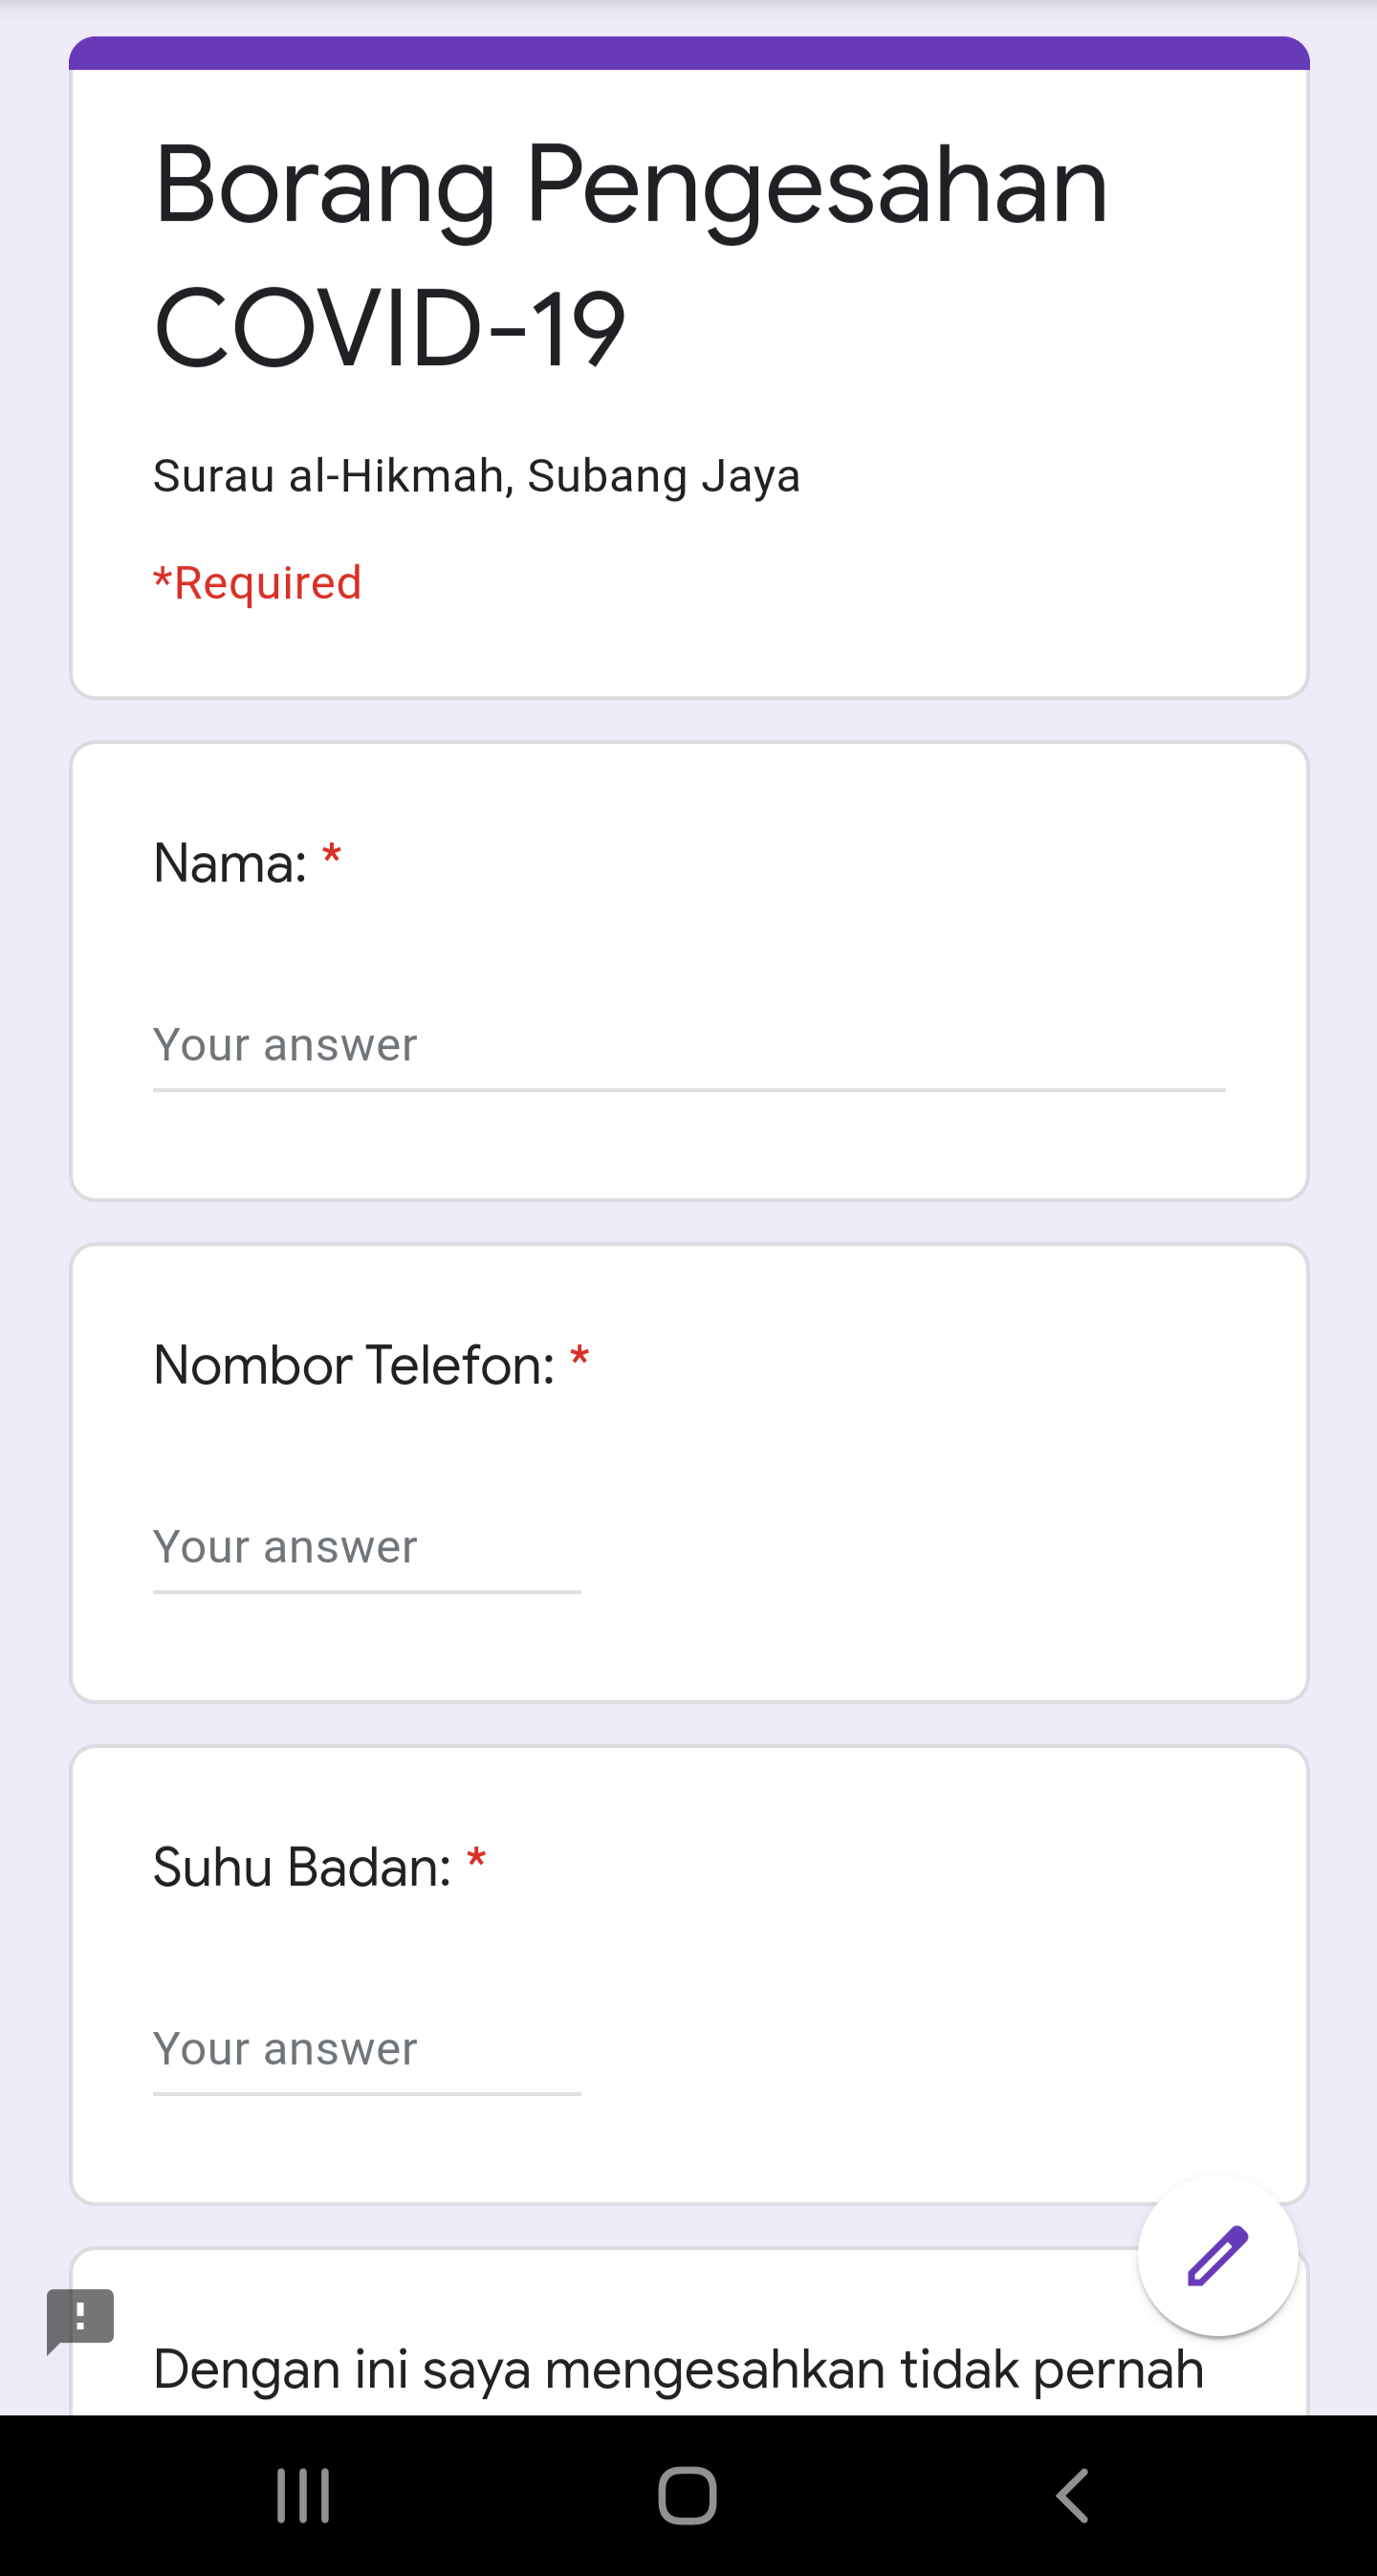 Borang Pengesahan
COVID-19
Surau al-Hikmah, Subang Jaya
*Required
Nama: *
Your answer
Nombor Telefon: *
Your answer
Suhu Badan: *
Your answer
Dengan ini saya mengesahkan tidak pernah